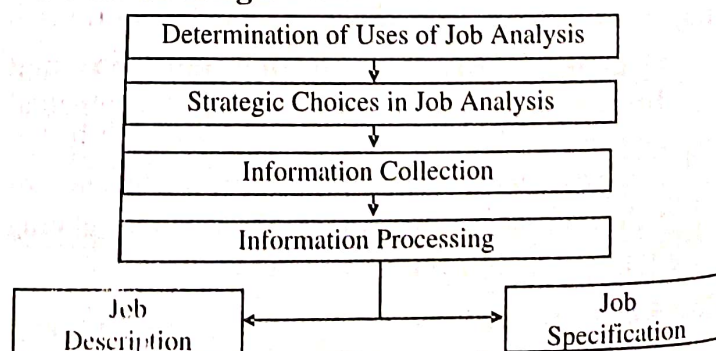 Determination of Uses of Job Analysis
Strategic Choices in Job Analysis
Information Collection
Information Processing
Job
Description
Job
Specification